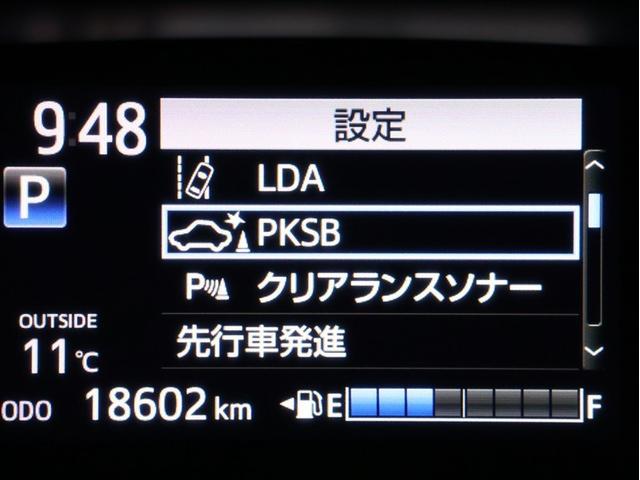 9:48
設定
LDA
P
PKSB
P クリアランスソナー
先行車発進
OUTSIDE
11℃
ODO 18602 km
E F